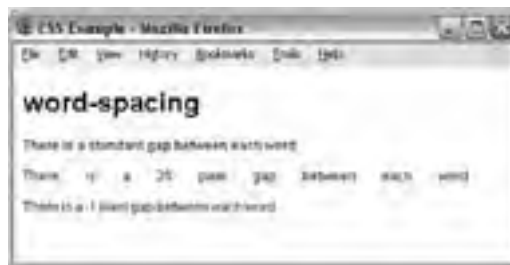 CSS Example - Mozilla Firefox
File Edit View History Bookmarks Tools Help
word-spacing
There is a standard gap between each word
There is a 25 pixel gap between each word
There is a -1 pixel gap between each word